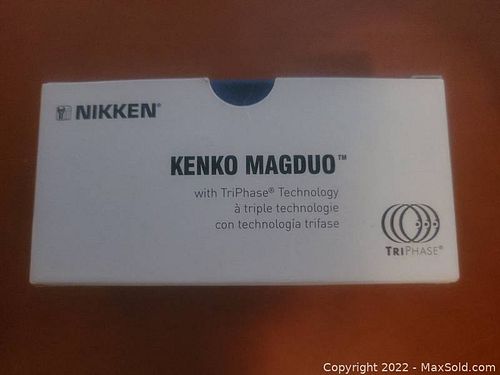 NIKKEN®
KENKO MAGDUO™
with TriPhase® Technology
à triple technologie
con technología trifase
TRIPHASE®
Copyright 2022 - MaxSold.com